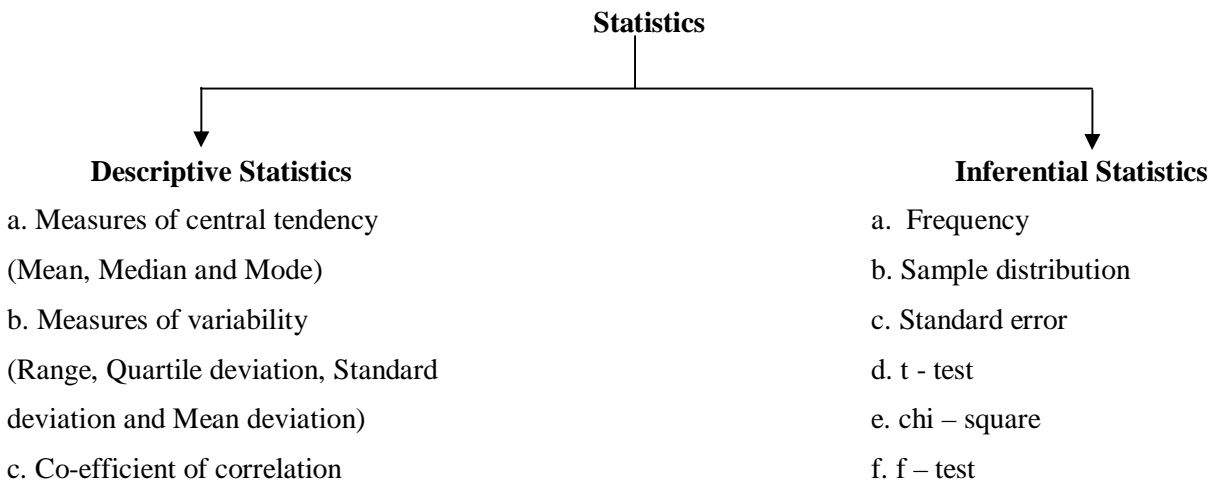 Statistics
Descriptive Statistics
a. Measures of central tendency
(Mean, Median and Mode)
b. Measures of variability
(Range, Quartile deviation, Standard
deviation and Mean deviation)
c. Co-efficient of correlation
Inferential Statistics
a. Frequency
b. Sample distribution
c. Standard error
d. t - test
e. chi – square
f. f – test